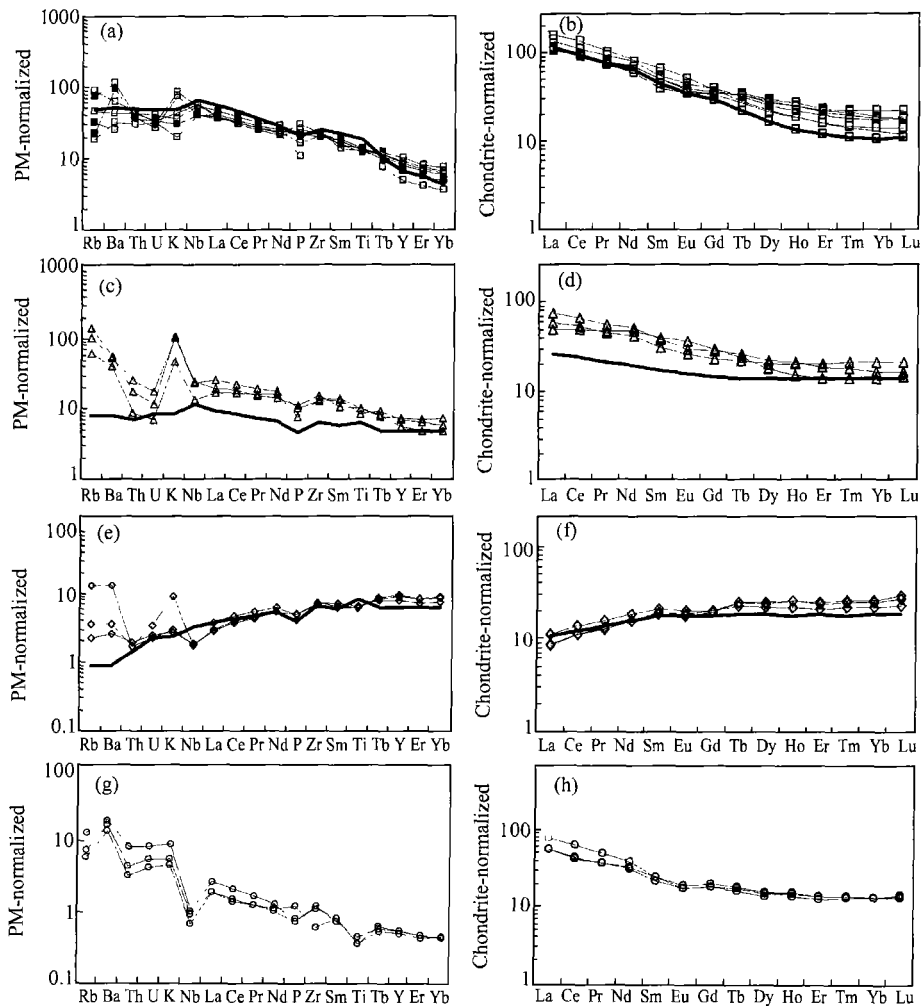 (a)
PM-normalized
1000
100
10
1
Rb Ba Th U K Nb La Ce Pr Nd P Zr Sm Ti Tb Y Er Yb
(b)
Chondrite-normalized
100
10
1
La Ce Pr Nd Sm Eu Gd Tb Dy Ho Er Tm Yb Lu
(c)
PM-normalized
1000
100
10
1
Rb Ba Th U K Nb La Ce Pr Nd P Zr Sm Ti Tb Y Er Yb
(d)
Chondrite-normalized
100
10
1
La Ce Pr Nd Sm Eu Gd Tb Dy Ho Er Tm Yb Lu
(e)
PM-normalized
100
10
1
0.1
Rb Ba Th U K Nb La Ce Pr Nd P Zr Sm Ti Tb Y Er Yb
(f)
Chondrite-normalized
100
10
1
La Ce Pr Nd Sm Eu Gd Tb Dy Ho Er Tm Yb Lu
(g)
PM-normalized
100
10
1
0.1
Rb Ba Th U K Nb La Ce Pr Nd P Zr Sm Ti Tb Y Er Yb
(h)
Chondrite-normalized
100
10
1
La Ce Pr Nd Sm Eu Gd Tb Dy Ho Er Tm Yb Lu